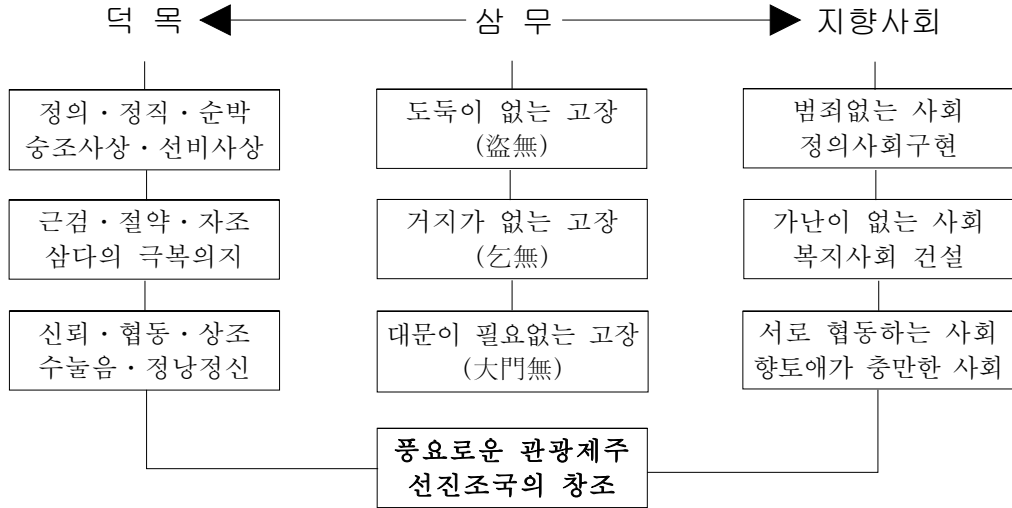 덕 목
삼 무
지향사회
정의·정직·순박
숭조사상·선비사상
도둑이 없는 고장
(盜無)
범죄없는 사회
정의사회구현
근검·절약·자조
삼다의 극복의지
거지가 없는 고장
(乞無)
가난이 없는 사회
복지사회 건설
신뢰·협동·상조
수눌음·정낭정신
대문이 필요없는 고장
(大門無)
서로 협동하는 사회
향토애가 충만한 사회
풍요로운 관광제주
선진조국의 창조